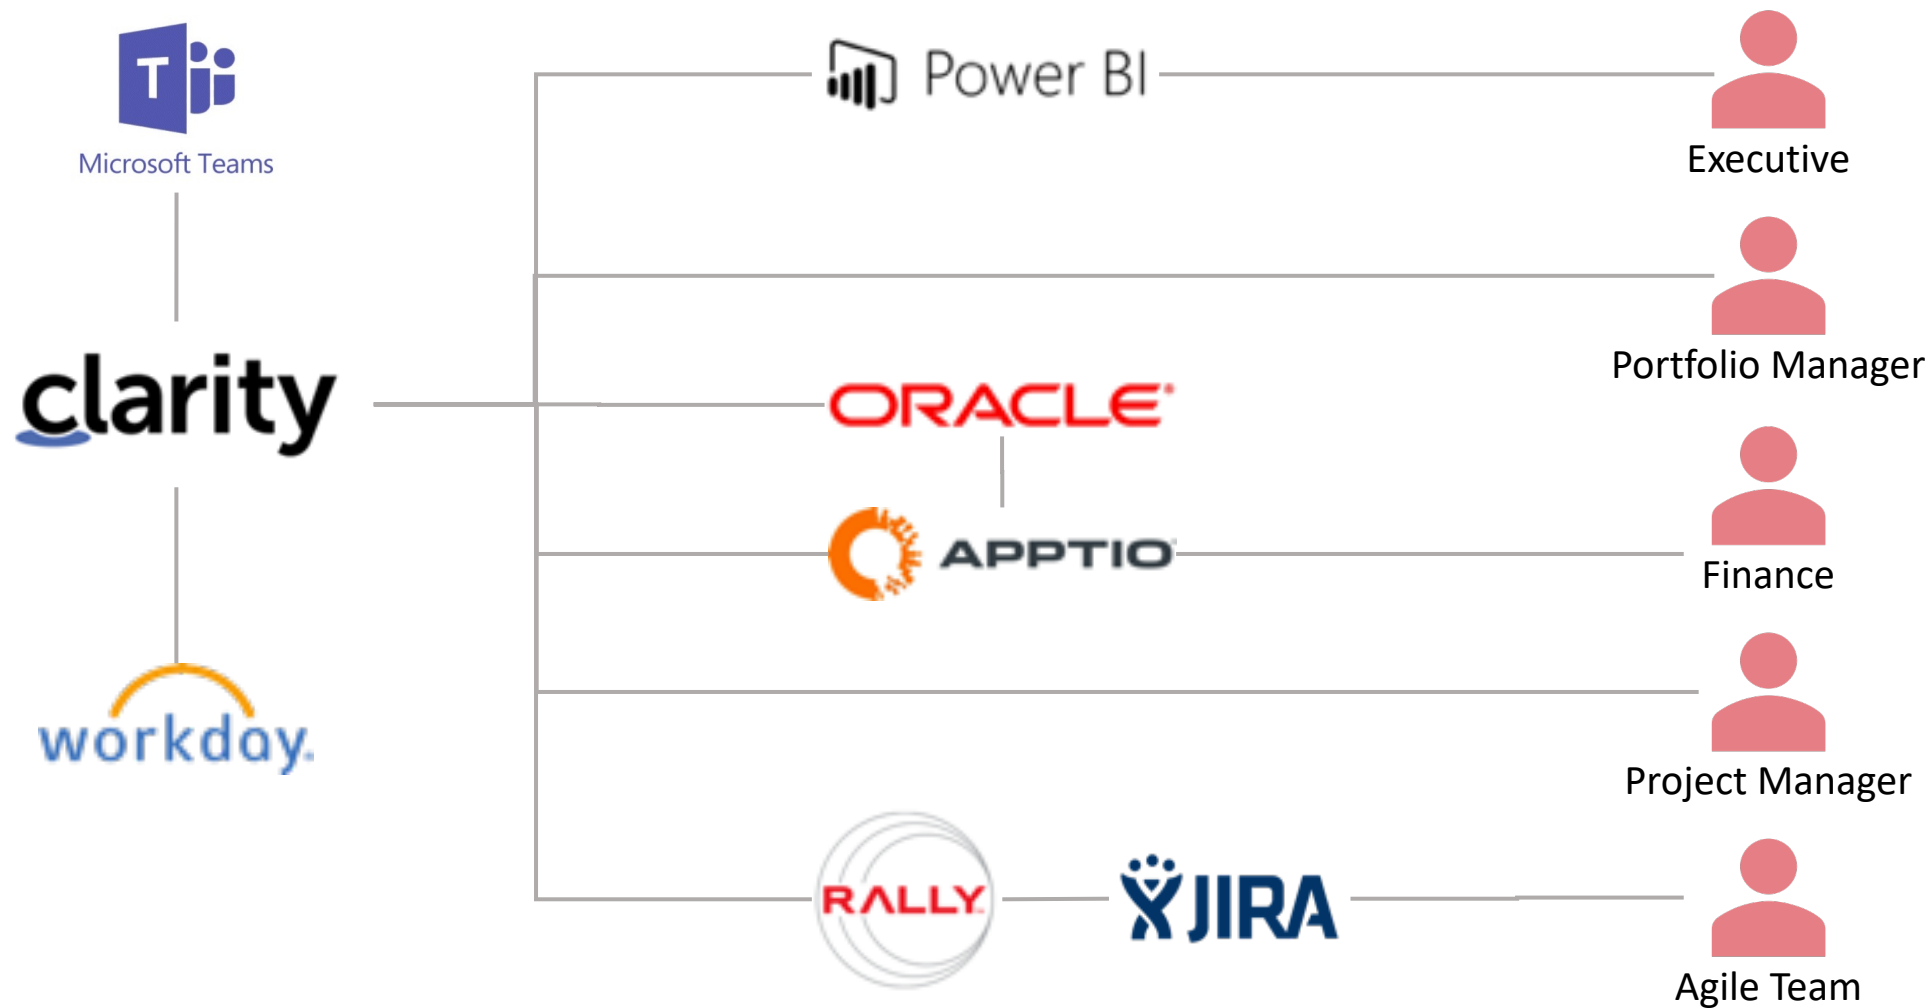 T
Microsoft Teams
Power BI
Executive
Portfolio Manager
clarity
ORACLE®
APPTIO
Finance
workday.
Project Manager
RALLY
JIRA
Agile Team